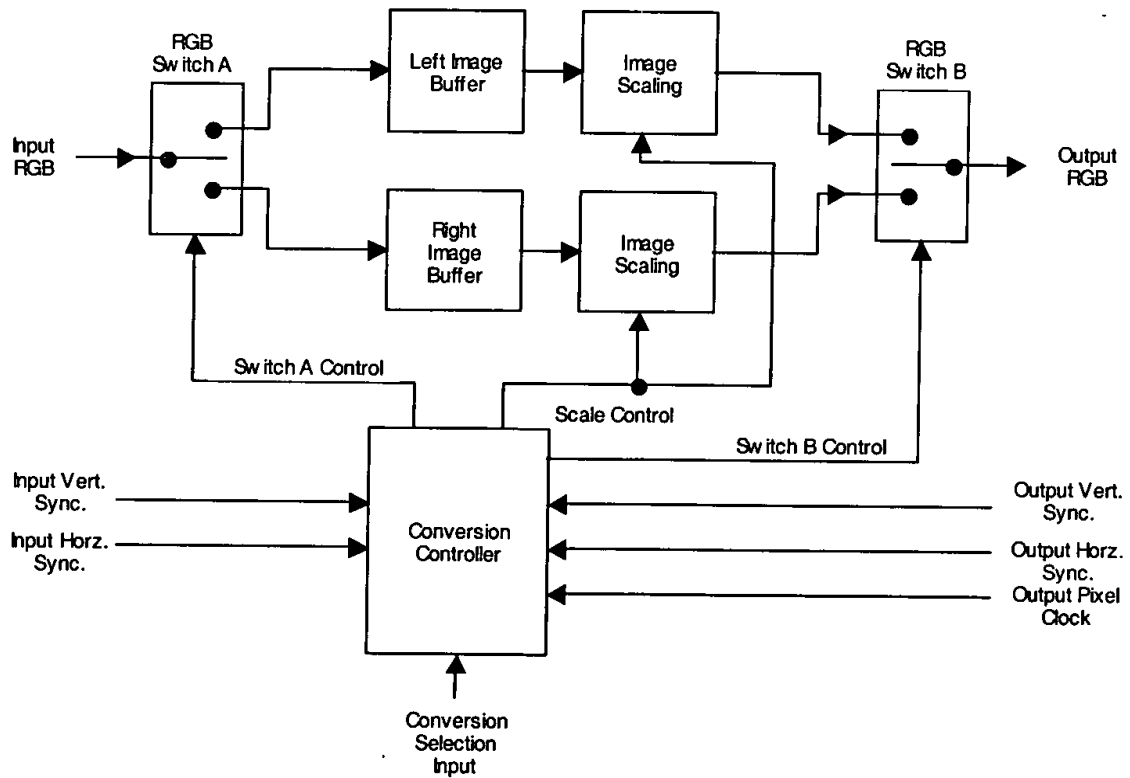 RGB
Switch A
Left Image
Buffer
Image
Scaling
RGB
Switch B
Input
RGB
Output
RGB
Right
Image
Buffer
Image
Scaling
Switch A Control
Scale Control
Switch B Control
Input Vert.
Sync.
Input Horz.
Sync.
Conversion
Controller
Output Vert.
Sync.
Output Horz.
Sync.
Output Pixel
Clock
Conversion
Selection
Input